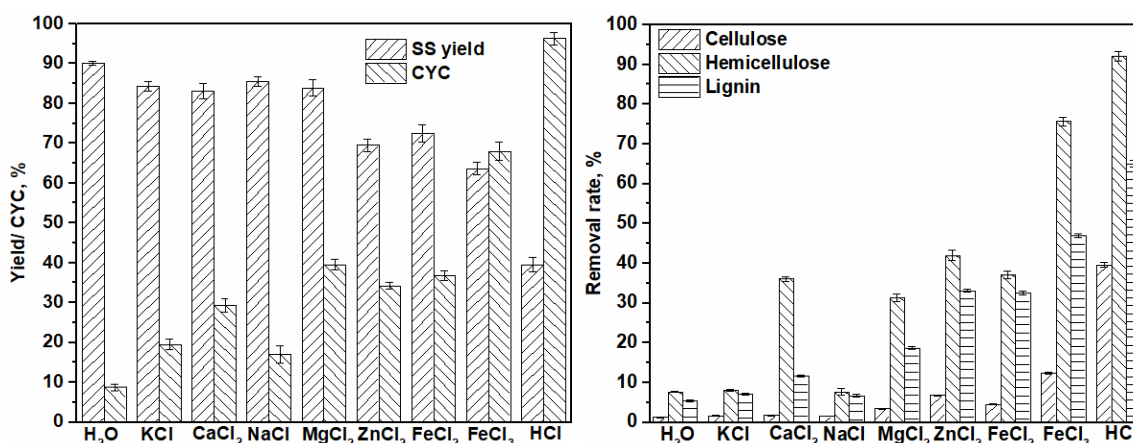 Yield/ CYC, %
100
90
80
70
60
50
40
30
20
10
0
SS yield
CYC
H₂O KCl CaCl₂ NaCl MgCl₂ ZnCl₂ FeCl₂ FeCl₃ HCl
Removal rate, %
100
90
80
70
60
50
40
30
20
10
0
Cellulose
Hemicellulose
Lignin
H₂O KCl CaCl₂ NaCl MgCl₂ ZnCl₂ FeCl₂ FeCl₃ HC